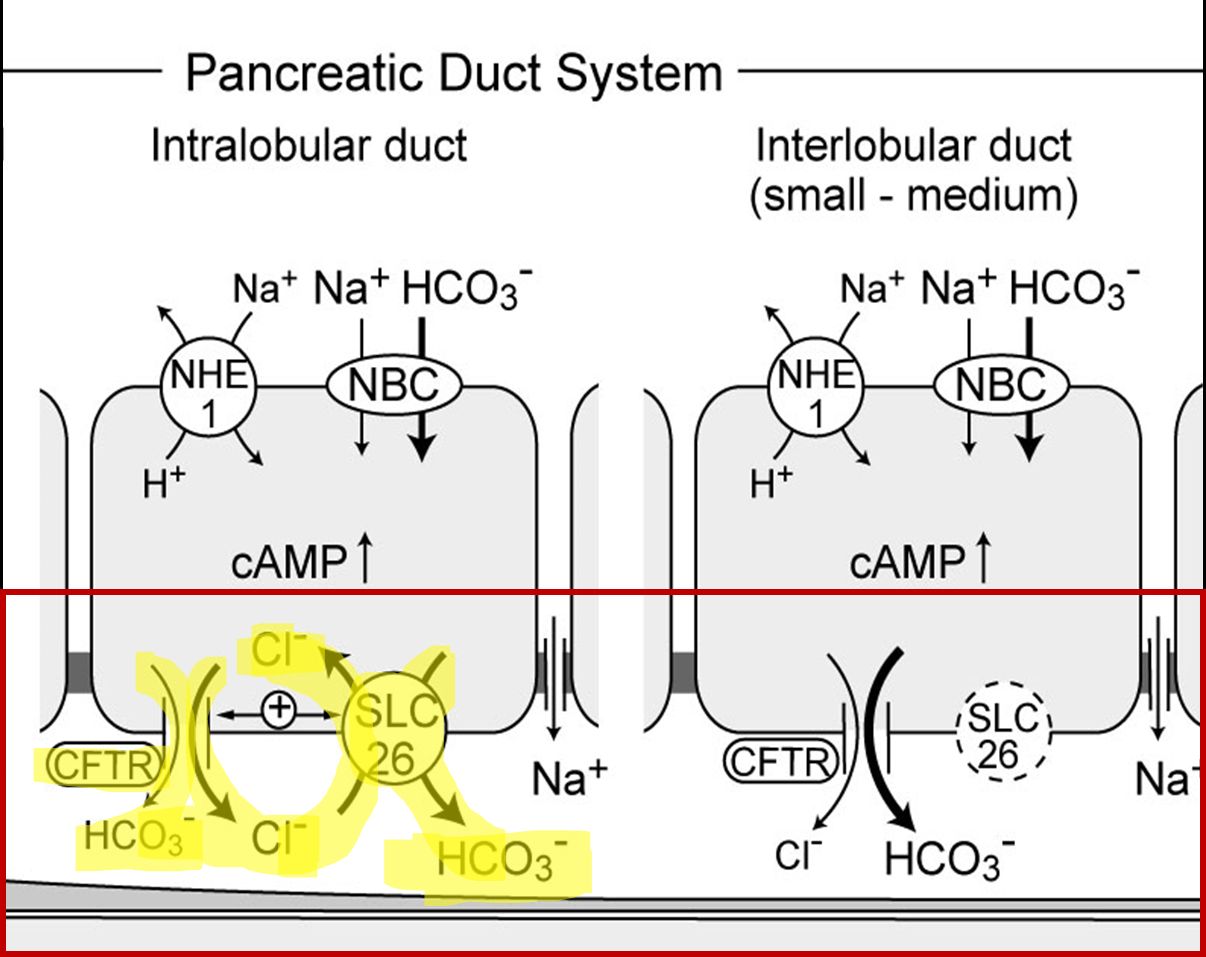 Pancreatic Duct System
Intralobular duct
Interlobular duct
(small - medium)
Na⁺ Na⁺ HCO₃⁻
NHE
1
NBC
H⁺
cAMP↑
Cl⁻
+
SLC
26
CFTR
HCO₃⁻
Cl⁻
HCO₃⁻
Na⁺
Na⁺ Na⁺ HCO₃⁻
NHE
1
NBC
H⁺
cAMP↑
SLC
26
CFTR
Cl⁻
HCO₃⁻
Na⁺